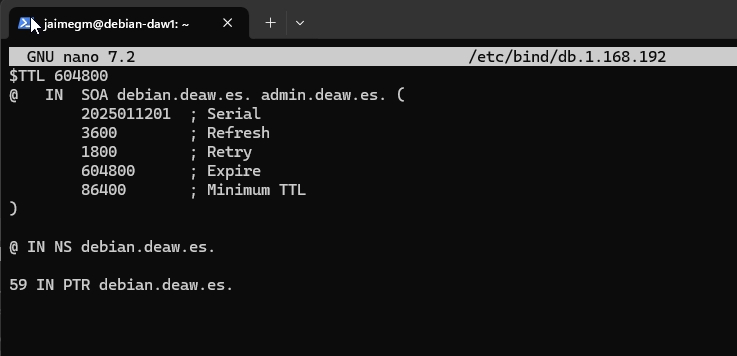 jaimegm@debian-daw1: ~
GNU nano 7.2 /etc/bind/db.1.168.192
$TTL 604800
@ IN SOA debian.deaw.es. admin.deaw.es. (
2025011201 ; Serial
3600 ; Refresh
1800 ; Retry
604800 ; Expire
86400 ; Minimum TTL
)
@ IN NS debian.deaw.es.
59 IN PTR debian.deaw.es.